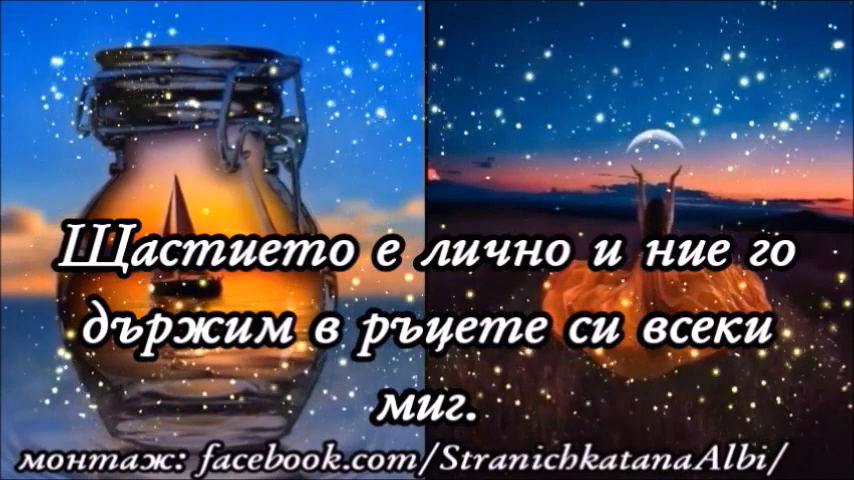 Щастието е лично и ние го
държим в ръцете си всеки
миг.
монтаж: facebook.com/StranichkatanaAlbi/